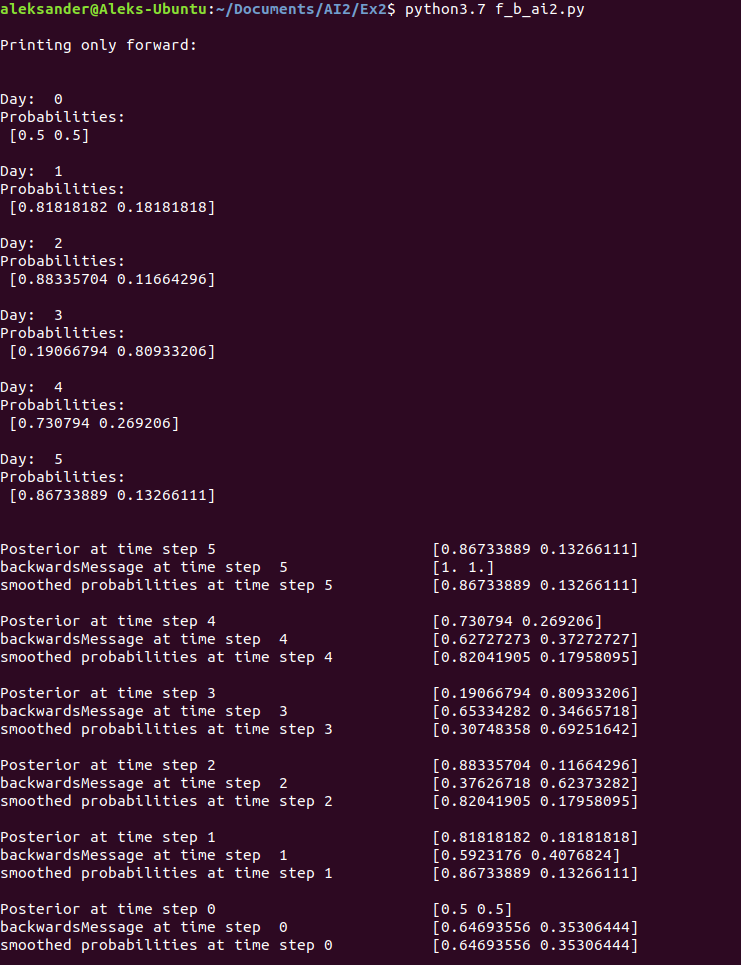 aleksander@Aleks-Ubuntu:~/Documents/AI2/Ex2$ python3.7 f_b_ai2.py
Printing only forward:
Day:  0
Probabilities:
 [0.5 0.5]
Day:  1
Probabilities:
 [0.81818182 0.18181818]
Day:  2
Probabilities:
 [0.88335704 0.11664296]
Day:  3
Probabilities:
 [0.19066794 0.80933206]
Day:  4
Probabilities:
 [0.730794 0.269206]
Day:  5
Probabilities:
 [0.86733889 0.13266111]
Posterior at time step 5 [0.86733889 0.13266111]
backwardsMessage at time step  5 [1. 1.]
smoothed probabilities at time step 5 [0.86733889 0.13266111]
Posterior at time step 4 [0.730794 0.269206]
backwardsMessage at time step  4 [0.62727273 0.37272727]
smoothed probabilities at time step 4 [0.82041905 0.17958095]
Posterior at time step 3 [0.19066794 0.80933206]
backwardsMessage at time step  3 [0.65334282 0.34665718]
smoothed probabilities at time step 3 [0.30748358 0.69251642]
Posterior at time step 2 [0.88335704 0.11664296]
backwardsMessage at time step  2 [0.37626718 0.62373282]
smoothed probabilities at time step 2 [0.82041905 0.17958095]
Posterior at time step 1 [0.81818182 0.18181818]
backwardsMessage at time step  1 [0.5923176 0.4076824]
smoothed probabilities at time step 1 [0.86733889 0.13266111]
Posterior at time step 0 [0.5 0.5]
backwardsMessage at time step  0 [0.64693556 0.35306444]
smoothed probabilities at time step 0 [0.64693556 0.35306444]